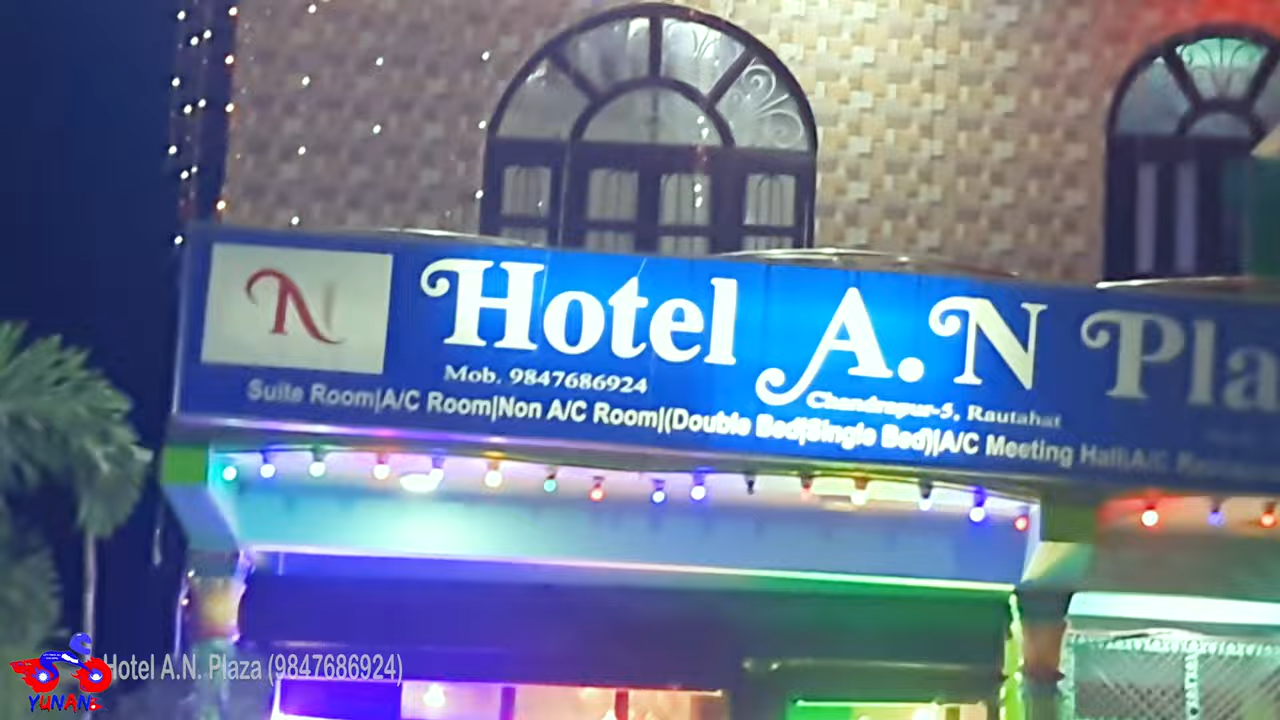 N
Hotel A.N Pla
Mob. 9847686924
Chandrapur-5, Rautahat
Suite Room|A/C Room|Non A/C Room|(Double Bed|Single Bed)|A/C Meeting Hall|A/C
Hotel A.N. Plaza (9847686924)